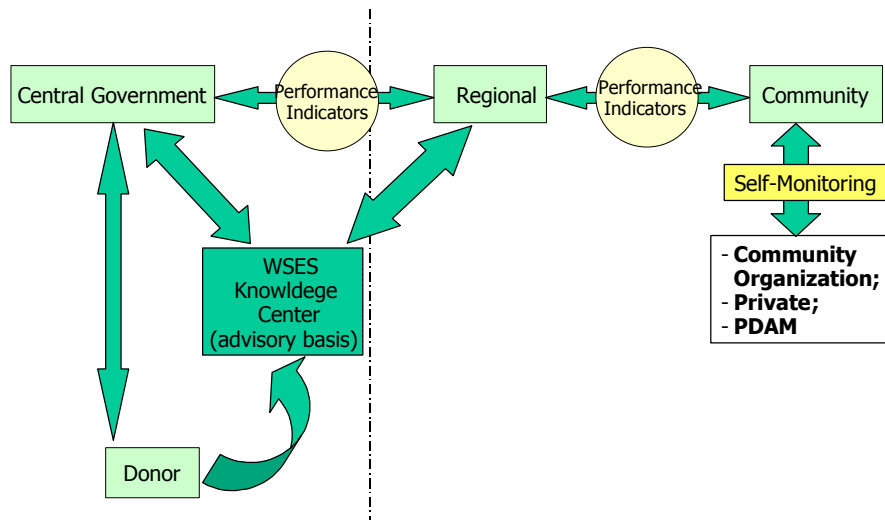 Central Government
Performance
Indicators
Regional
Performance
Indicators
Community
Self-Monitoring
WSES
Knowldege
Center
(advisory basis)
- Community
Organization;
- Private;
- PDAM
Donor